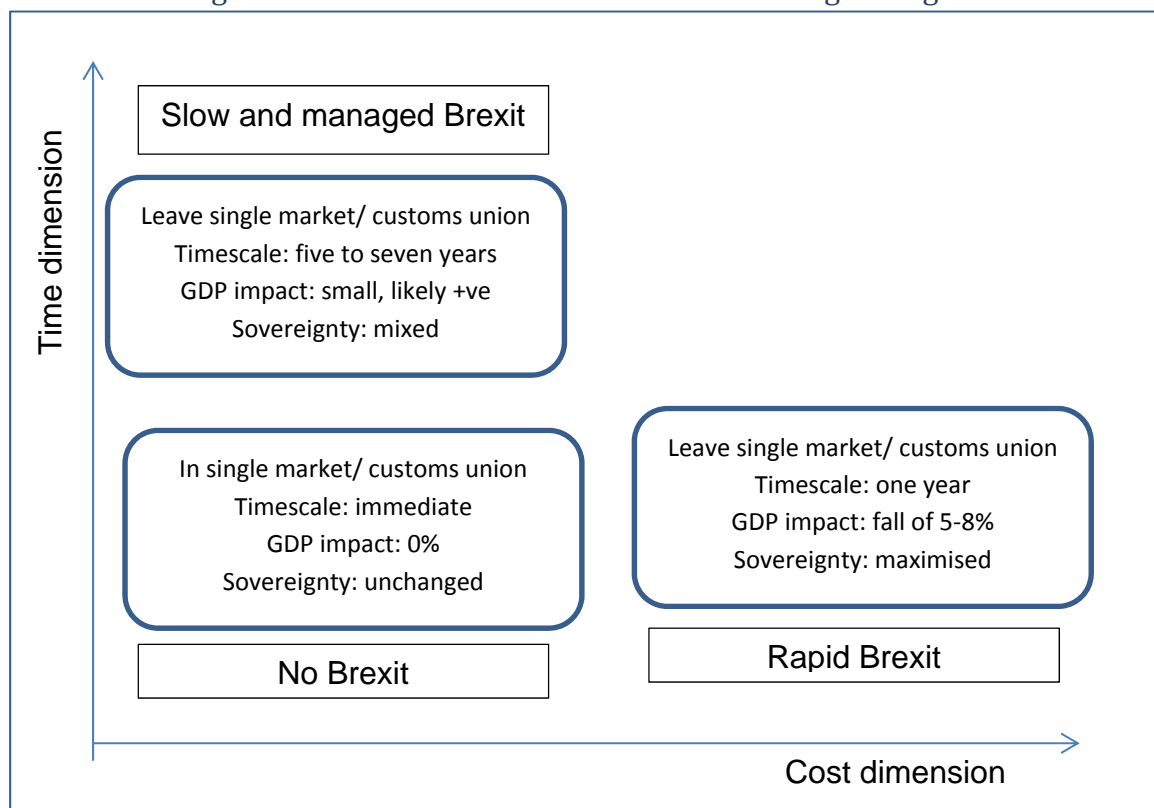 Time dimension
Slow and managed Brexit
Leave single market/ customs union
Timescale: five to seven years
GDP impact: small, likely +ve
Sovereignty: mixed
In single market/ customs union
Timescale: immediate
GDP impact: 0%
Sovereignty: unchanged
No Brexit
Leave single market/ customs union
Timescale: one year
GDP impact: fall of 5-8%
Sovereignty: maximised
Rapid Brexit
Cost dimension